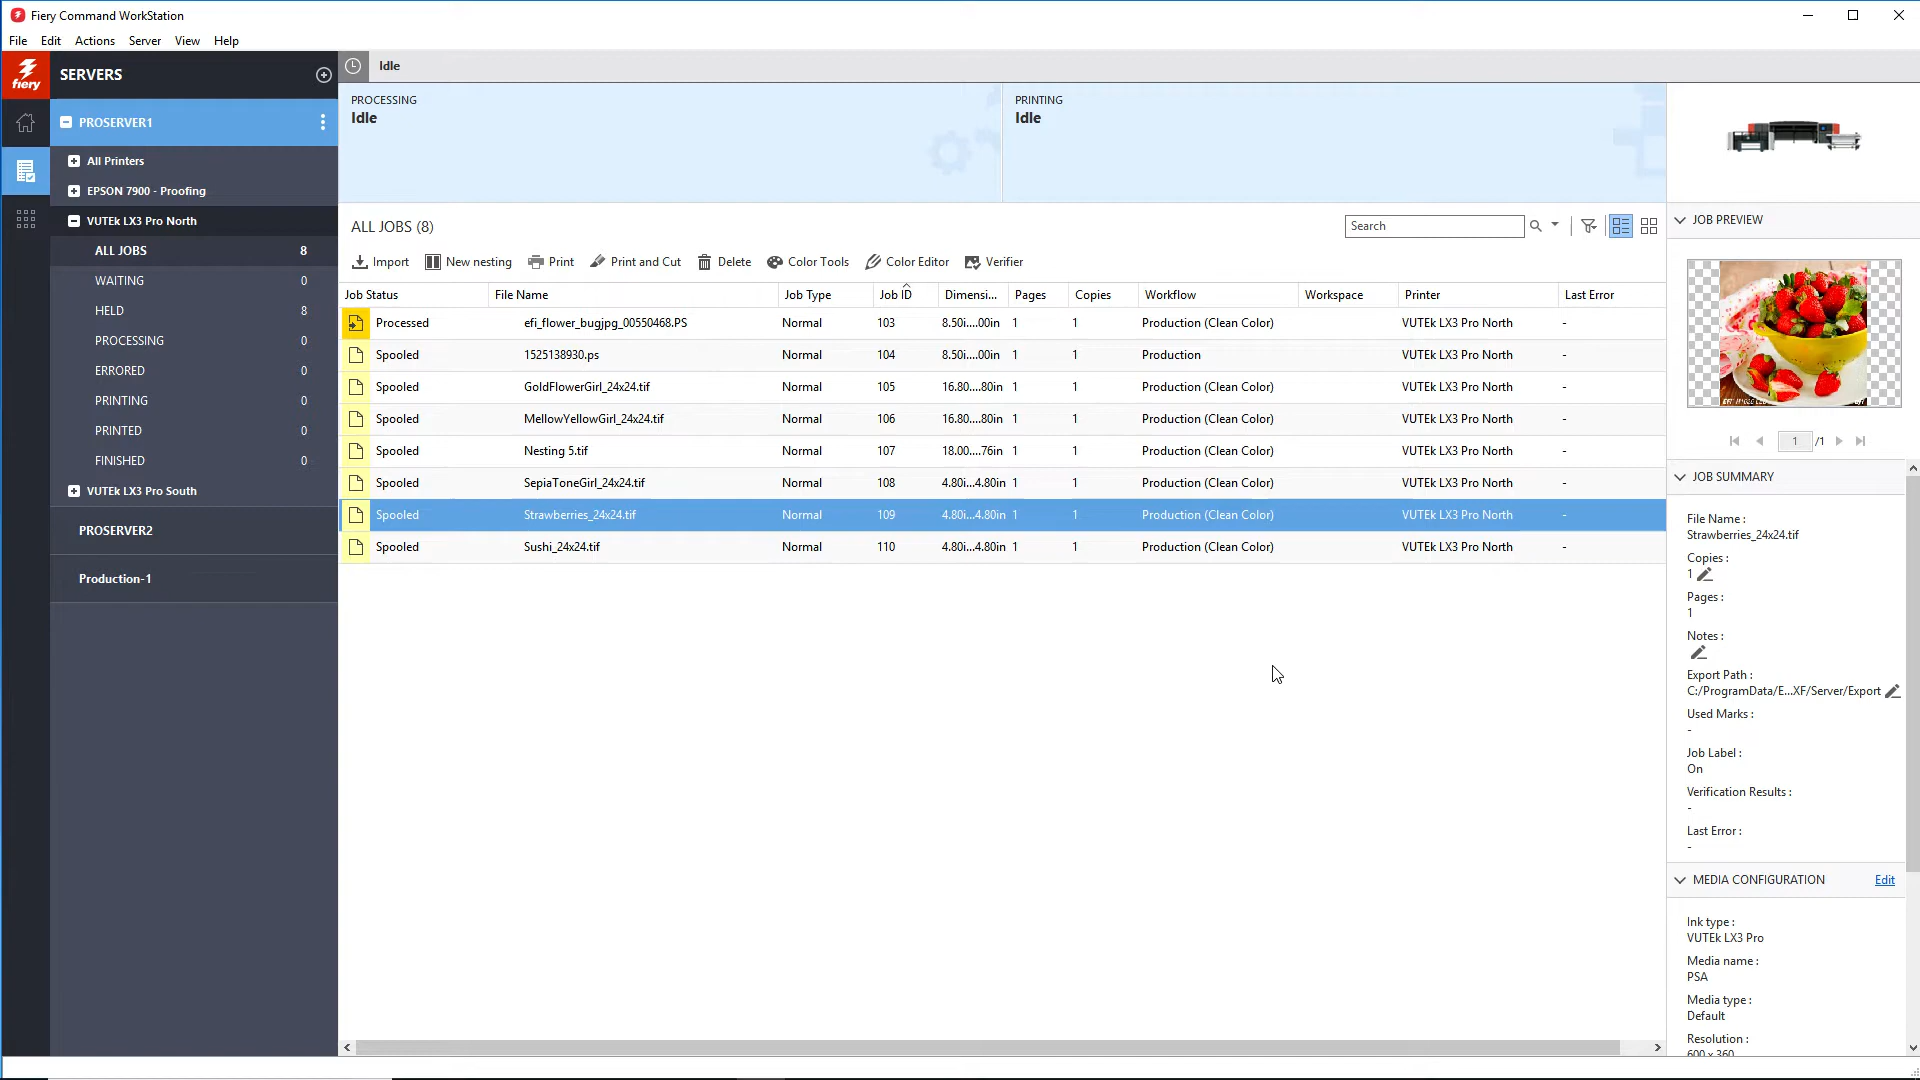 Fiery Command WorkStation
File Edit Actions Server View Help
fiery
SERVERS
PROSERVER1
All Printers
EPSON 7900 - Proofing
VUTEk LX3 Pro North
ALL JOBS 8
WAITING 0
HELD 8
PROCESSING 0
ERRORED 0
PRINTING 0
PRINTED 0
FINISHED 0
VUTEk LX3 Pro South
PROSERVER2
Production-1
Idle
PROCESSING
Idle
PRINTING
Idle
ALL JOBS (8)
Search
Import New nesting Print Print and Cut Delete Color Tools Color Editor Verifier
Job Status File Name Job Type Job ID Dimensi... Pages Copies Workflow Workspace Printer Last Error
Processed efi_flower_bugjpg_00550468.PS Normal 103 8.50i....00in 1 1 Production (Clean Color) VUTEk LX3 Pro North -
Spooled 1525138930.ps Normal 104 8.50i....00in 1 1 Production VUTEk LX3 Pro North -
Spooled GoldFlowerGirl_24x24.tif Normal 105 16.80....80in 1 1 Production (Clean Color) VUTEk LX3 Pro North -
Spooled MellowYellowGirl_24x24.tif Normal 106 16.80....80in 1 1 Production (Clean Color) VUTEk LX3 Pro North -
Spooled Nesting 5.tif Normal 107 18.00....76in 1 1 Production (Clean Color) VUTEk LX3 Pro North -
Spooled SepiaToneGirl_24x24.tif Normal 108 4.80i...4.80in 1 1 Production (Clean Color) VUTEk LX3 Pro North -
Spooled Strawberries_24x24.tif Normal 109 4.80i...4.80in 1 1 Production (Clean Color) VUTEk LX3 Pro North -
Spooled Sushi_24x24.tif Normal 110 4.80i...4.80in 1 1 Production (Clean Color) VUTEk LX3 Pro North -
JOB PREVIEW
1 /1
JOB SUMMARY
File Name :
Strawberries_24x24.tif
Copies :
1
Pages :
1
Notes :
Export Path :
C:/ProgramData/E...XF/Server/Export
Used Marks :
-
Job Label :
On
Verification Results :
-
Last Error :
-
MEDIA CONFIGURATION Edit
Ink type :
VUTEk LX3 Pro
Media name :
PSA
Media type :
Default
Resolution :
600 x 360